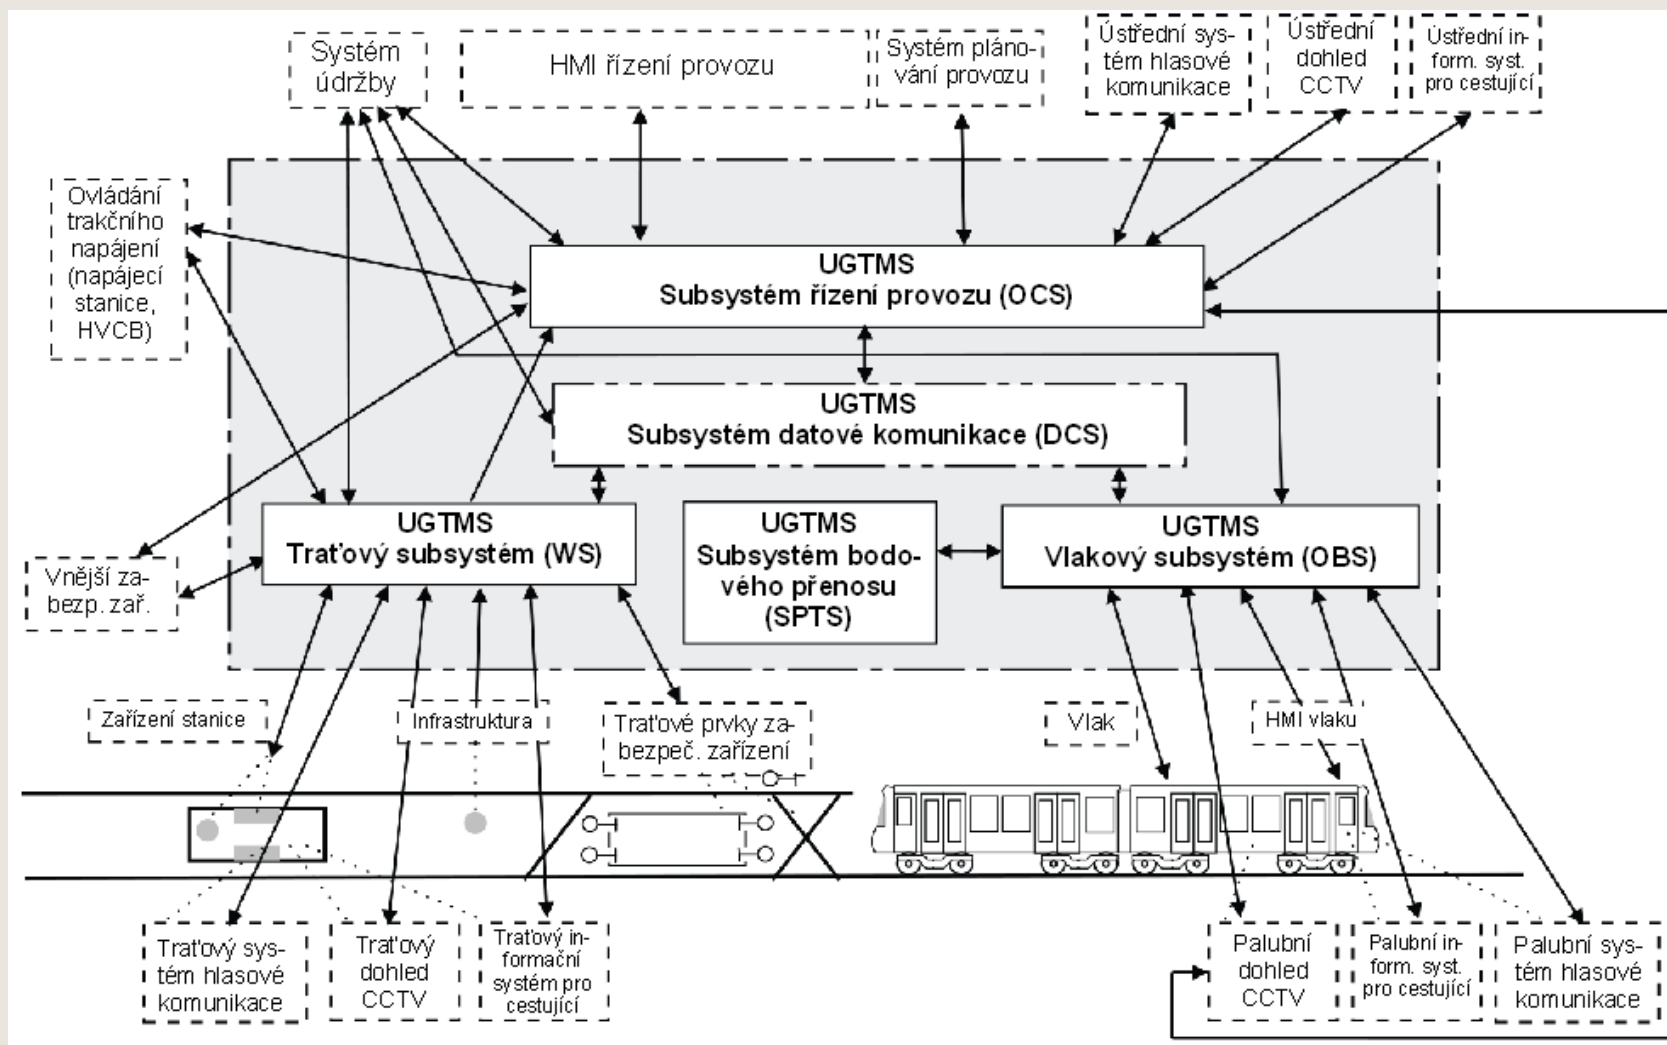 Systém
údržby
HMI řízení provozu
Systém pláno-
vání provozu
Ústřední sys-
tém hlasové
komunikace
Ústřední
dohled
CCTV
Ústřední in-
form. syst.
pro cestující
Ovládání
trakčního
napájení
(napájecí
stanice,
HVCB)
UGTMS
Subsystém řízení provozu (OCS)
UGTMS
Subsystém datové komunikace (DCS)
UGTMS
Traťový subsystém (WS)
UGTMS
Subsystém bodo-
vého přenosu
(SPTS)
UGTMS
Vlakový subsystém (OBS)
Vnější za-
bezp. zař.
Zařízení stanice
Infrastruktura
Traťové prvky za-
bezpeč. zařízení
Vlak
HMI vlaku
Traťový sys-
tém hlasové
komunikace
Traťový
dohled
CCTV
Traťový in-
formační
systém pro
cestující
Palubní
dohled
CCTV
Palubní in-
form. syst.
pro cestující
Palubní sys-
tém hlasové
komunikace